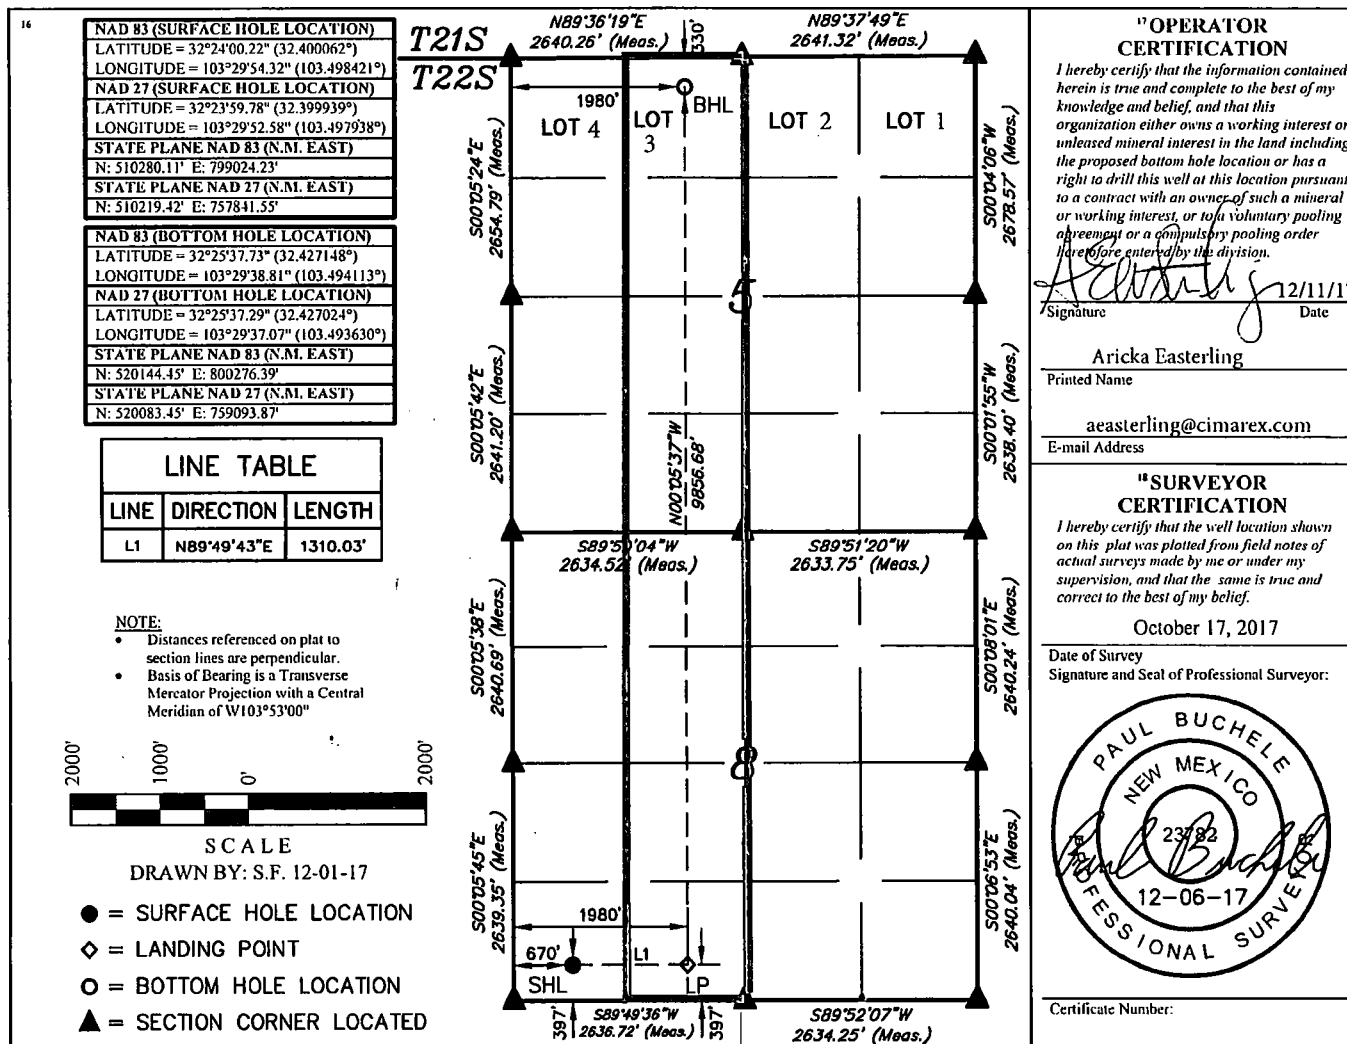 16
NAD 83 (SURFACE HOLE LOCATION)
LATITUDE = 32°24'00.22" (32.400062°)
LONGITUDE = 103°29'54.32" (103.498421°)
NAD 27 (SURFACE HOLE LOCATION)
LATITUDE = 32°23'59.78" (32.399939°)
LONGITUDE = 103°29'52.58" (103.497938°)
STATE PLANE NAD 83 (N.M. EAST)
N: 510280.11' E: 799024.23'
STATE PLANE NAD 27 (N.M. EAST)
N: 510219.42' E: 757841.55'
NAD 83 (BOTTOM HOLE LOCATION)
LATITUDE = 32°25'37.73" (32.427148°)
LONGITUDE = 103°29'38.81" (103.494113°)
NAD 27 (BOTTOM HOLE LOCATION)
LATITUDE = 32°25'37.29" (32.427024°)
LONGITUDE = 103°29'37.07" (103.493630°)
STATE PLANE NAD 83 (N.M. EAST)
N: 520144.45' E: 800276.39'
STATE PLANE NAD 27 (N.M. EAST)
N: 520083.45' E: 759093.87'
LINE TABLE
LINE DIRECTION LENGTH
L1 N89°49'43"E 1310.03'
NOTE:
• Distances referenced on plat to
section lines are perpendicular.
• Basis of Bearing is a Transverse
Mercator Projection with a Central
Meridian of W103°53'00"
2000' 1000' 0' 2000'
SCALE
DRAWN BY: S.F. 12-01-17
= SURFACE HOLE LOCATION
= LANDING POINT
= BOTTOM HOLE LOCATION
= SECTION CORNER LOCATED
T21S
T22S
N89°36'19"E
2640.26' (Meas.)
330'
N89°37'49"E
2641.32' (Meas.)
1980'
BHL
LOT 4
LOT 3
LOT 2
LOT 1
S00°05'24"E
2654.79' (Meas.)
S00°04'06"W
2678.57' (Meas.)
5
S00°05'42"E
2641.20' (Meas.)
N00°05'37"W
9856.68'
S00°01'55"W
2638.40' (Meas.)
S89°50'04"W
2634.52' (Meas.)
S89°51'20"W
2633.75' (Meas.)
S00°05'38"E
2640.69' (Meas.)
S00°08'01"E
2640.24' (Meas.)
8
S00°05'45"E
2639.35' (Meas.)
S00°06'53"E
2640.04' (Meas.)
1980'
670'
L1
SHL
LP
397'
S89°49'36"W
2636.72' (Meas.)
397'
S89°52'07"W
2634.25' (Meas.)
17 OPERATOR
CERTIFICATION
I hereby certify that the information contained
herein is true and complete to the best of my
knowledge and belief, and that this
organization either owns a working interest or
unleased mineral interest in the land including
the proposed bottom hole location or has a
right to drill this well at this location pursuant
to a contract with an owner of such a mineral
or working interest, or to a voluntary pooling
agreement or a compulsory pooling order
heretofore entered by the division.
A Easterling 12/11/17
Signature Date
Aricka Easterling
Printed Name
aeasterling@cimarex.com
E-mail Address
18 SURVEYOR
CERTIFICATION
I hereby certify that the well location shown
on this plat was plotted from field notes of
actual surveys made by me or under my
supervision, and that the same is true and
correct to the best of my belief.
October 17, 2017
Date of Survey
Signature and Seal of Professional Surveyor:
PAUL BUCHELE
NEW MEXICO
23782
Paul Buchele
12-06-17
PROFESSIONAL SURVEYOR
Certificate Number: